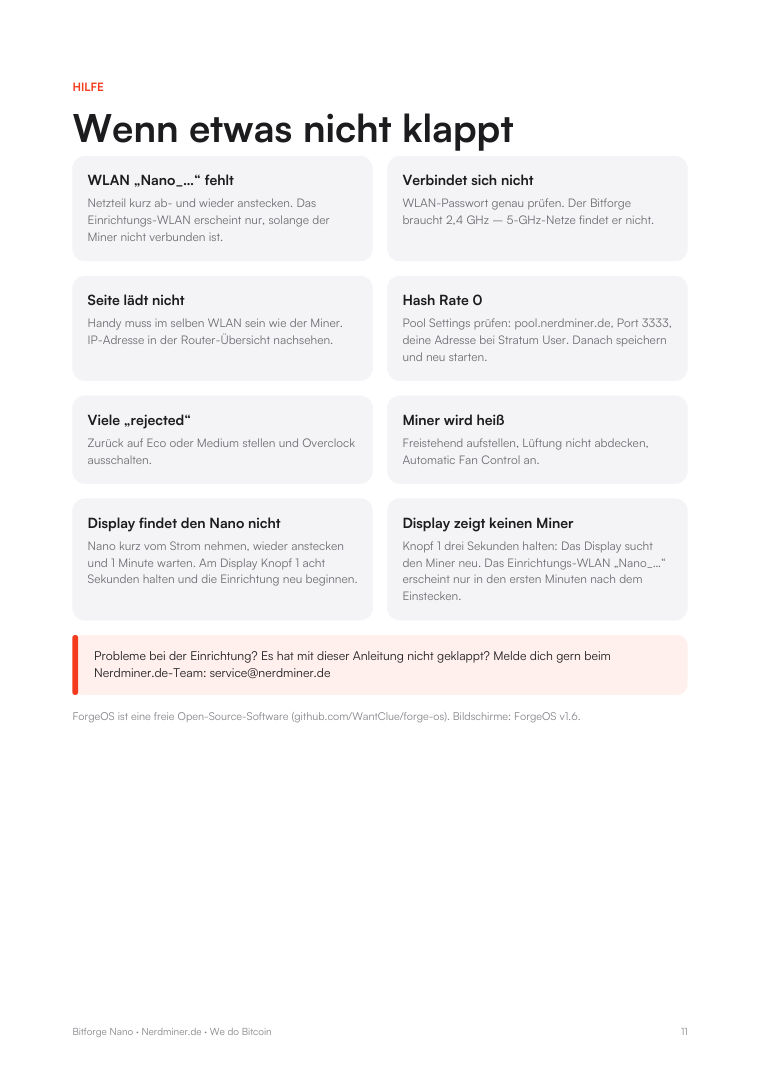 HILFE
Wenn etwas nicht klappt
WLAN „Nano_…“ fehlt
Netzteil kurz ab- und wieder anstecken. Das
Einrichtungs-WLAN erscheint nur, solange der
Miner nicht verbunden ist.
Verbindet sich nicht
WLAN-Passwort genau prüfen. Der Bitforge
braucht 2,4 GHz — 5-GHz-Netze findet er nicht.
Seite lädt nicht
Handy muss im selben WLAN sein wie der Miner.
IP-Adresse in der Router-Übersicht nachsehen.
Hash Rate 0
Pool Settings prüfen: pool.nerdminer.de, Port 3333,
deine Adresse bei Stratum User. Danach speichern
und neu starten.
Viele „rejected“
Zurück auf Eco oder Medium stellen und Overclock
ausschalten.
Miner wird heiß
Freistehend aufstellen, Lüftung nicht abdecken,
Automatic Fan Control an.
Display findet den Nano nicht
Nano kurz vom Strom nehmen, wieder anstecken
und 1 Minute warten. Am Display Knopf 1 acht
Sekunden halten und die Einrichtung neu beginnen.
Display zeigt keinen Miner
Knopf 1 drei Sekunden halten: Das Display sucht
den Miner neu. Das Einrichtungs-WLAN „Nano_…“
erscheint nur in den ersten Minuten nach dem
Einstecken.
Probleme bei der Einrichtung? Es hat mit dieser Anleitung nicht geklappt? Melde dich gern beim
Nerdminer.de-Team: service@nerdminer.de
ForgeOS ist eine freie Open-Source-Software (github.com/WantClue/forge-os). Bildschirme: ForgeOS v1.6.
Bitforge Nano · Nerdminer.de · We do Bitcoin
11